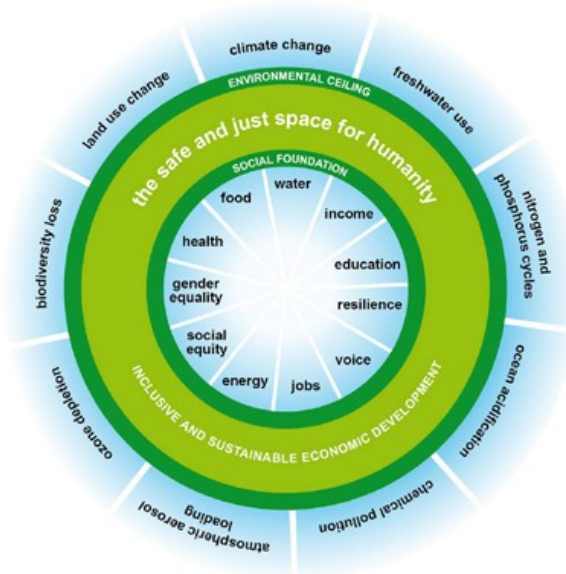 climate change
freshwater use
nitrogen and
phosphorus cycles
ocean acidification
chemical pollution
atmospheric aerosol
loading
ozone depletion
biodiversity loss
land use change
ENVIRONMENTAL CEILING
the safe and just space for humanity
SOCIAL FOUNDATION
water
income
education
resilience
voice
jobs
energy
social
equity
gender
equality
health
food
INCLUSIVE AND SUSTAINABLE ECONOMIC DEVELOPMENT